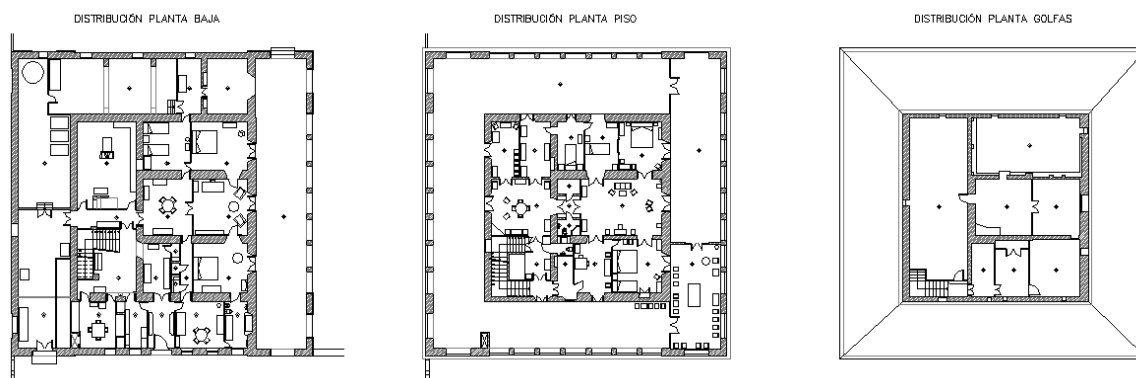 DISTRIBUCIÓN PLANTA BAJA
DISTRIBUCIÓN PLANTA PISO
DISTRIBUCIÓN PLANTA GOLFAS